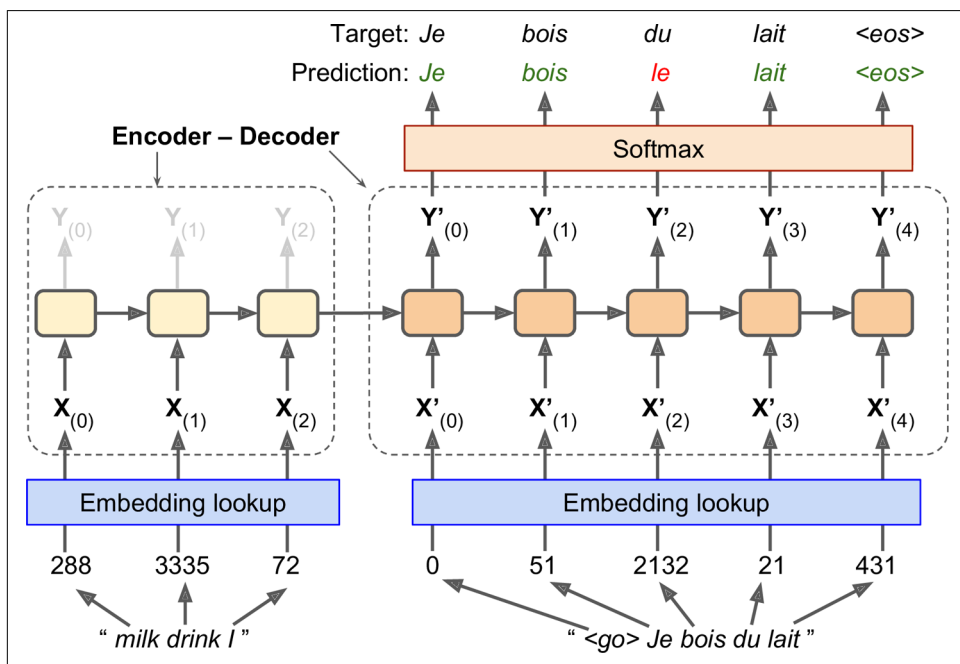 Target: Je bois du lait <eos>
Prediction: Je bois le lait <eos>
Encoder – Decoder
Softmax
Y(0) Y(1) Y(2) Y'(0) Y'(1) Y'(2) Y'(3) Y'(4)
X(0) X(1) X(2) X'(0) X'(1) X'(2) X'(3) X'(4)
Embedding lookup Embedding lookup
288 3335 72 0 51 2132 21 431
“ milk drink I ” “ <go> Je bois du lait ”